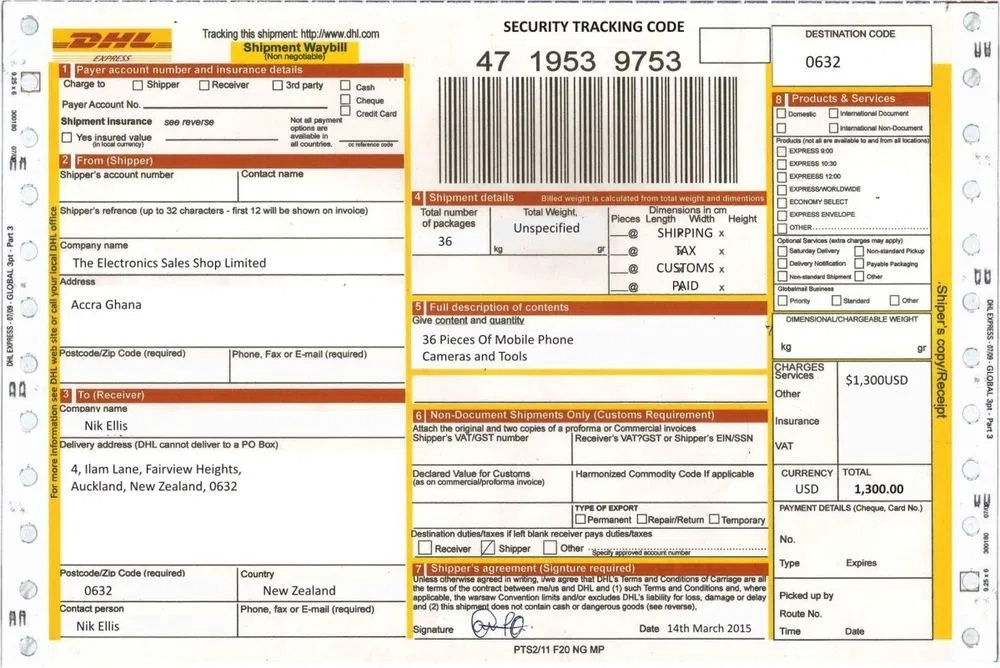 DHL
EXPRESS
Tracking this shipment: http://www.dhl.com
Shipment Waybill
(Non negotiable)
SECURITY TRACKING CODE
47 1953 9753
DESTINATION CODE
0632
1 Payer account number and insurance details
Charge to Shipper Receiver 3rd party Cash
Cheque
Credit Card
Payer Account No.
Shipment insurance see reverse
Not all payment
options are
available in
all countries.
Yes insured value
(in local currency)
cc reference code
2 From (Shipper)
Shipper's account number
Contact name
Shipper's refrence (up to 32 characters - first 12 will be shown on invoice)
Company name
The Electronics Sales Shop Limited
Address
Accra Ghana
Postcode/Zip Code (required)
Phone, Fax or E-mail (required)
3 To (Receiver)
Company name
Nik Ellis
Delivery address (DHL cannot deliver to a PO Box)
4, Ilam Lane, Fairview Heights,
Auckland, New Zealand, 0632
Postcode/Zip Code (required)
0632
Country
New Zealand
Contact person
Nik Ellis
Phone, fax or E-mail (required)
4 Shipment details Billed weight is calculated from total weight and dimentions
Total number
of packages
36
Total Weight,
Unspecified
kg gr
Dimensions in cm
Pieces Length Width Height
@ SHIPPING x
@ TAX x
@ CUSTOMS x
@ PAID x
5 Full description of contents
Give content and quantity
36 Pieces Of Mobile Phone
Cameras and Tools
6 Non-Document Shipments Only (Customs Requirement)
Attach the original and two copies of a proforma or Commercial invoices
Shipper's VAT/GST number
Receiver's VAT?GST or Shipper's EIN/SSN
Declared Value for Customs
(as on commercial/proforma invoice)
Harmonized Commodity Code If applicable
TYPE OF EXPORT
Permanent Repair/Return Temporary
Destination duties/taxes if left blank receiver pays duties/taxes
Receiver Shipper Other
Specify approved account number
7 Shipper's agreement (Signture required)
Unless otherwise agreed in writing, i/we agree that DHL's Terms and Conditions of Carriage are all
the terms of the contract between me/us and DHL and (1) such Terms and Conditions and, where
applicable, the warsaw Convention limits and/or excludes DHL's liability for loss, damage or delay
and (2) this shipment does not contain cash or dangerous goods (see reverse),
Signature
Date 14th March 2015
PTS2/11 F20 NG MP
8 Products & Services
Domestic International Document
International Non-Document
Products (not all are available to and from all locations)
EXPRESS 9:00
EXPRESS 10:30
EXPREESS 12:00
EXPRESS/WORLDWIDE
ECONOMY SELECT
EXPRESS ENVELOPE
OTHER
Optional Services (extra charges may apply)
Saturday Delivery Non-standard Pickup
Delivery Notification Payable Packaging
Non-standard Shipment Other
Globalmail Business
Priority Standard Other
DIMENSIONAL/CHARGEABLE WEIGHT
kg gr
CHARGES
Services $1,300USD
Other
Insurance
VAT
CURRENCY TOTAL
USD 1,300.00
PAYMENT DETAILS (Cheque, Card No.)
No.
Type Expires
Picked up by
Route No.
Time Date
For more information see DHL web site or call your local DHL office
Shiper's copy/Receipt
DHL EXPRESS - 07/09 - GLOBAL 3pt - Part 3
DHL EXPRESS - 07/09 - GLOBAL 3pt - Part 3